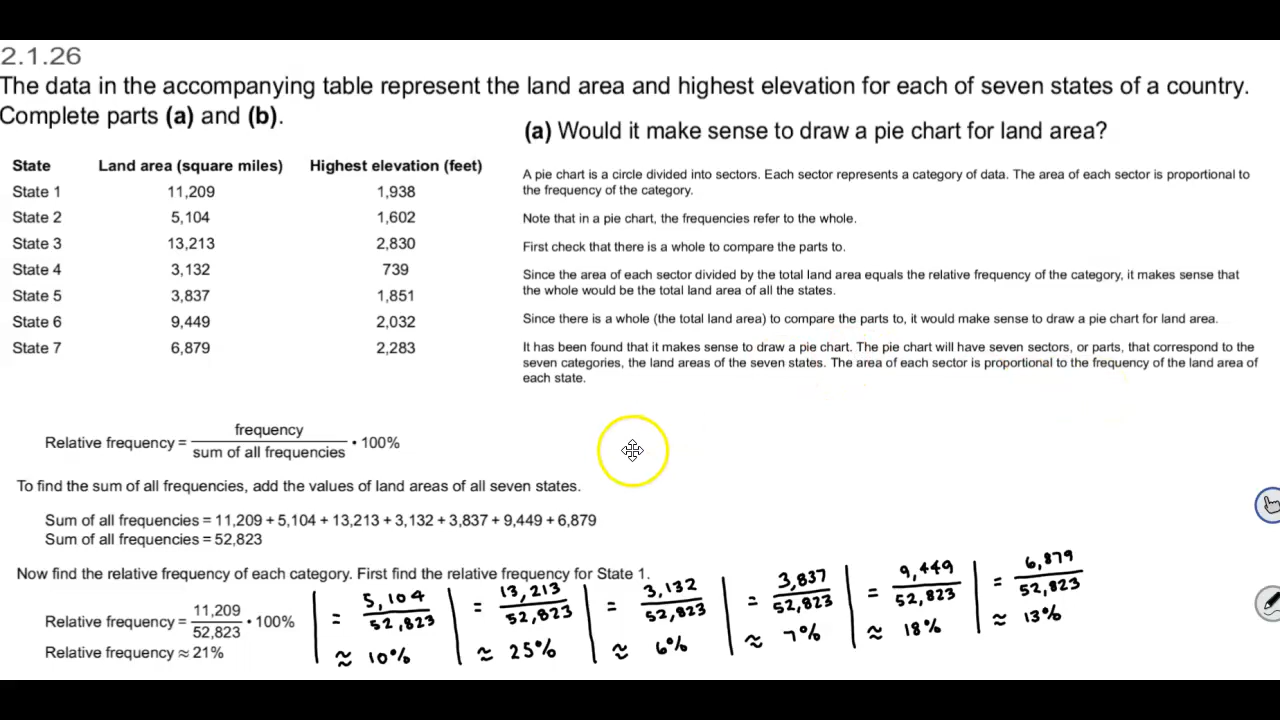 2.1.26
The data in the accompanying table represent the land area and highest elevation for each of seven states of a country.
Complete parts (a) and (b).
State Land area (square miles) Highest elevation (feet)
State 1 11,209 1,938
State 2 5,104 1,602
State 3 13,213 2,830
State 4 3,132 739
State 5 3,837 1,851
State 6 9,449 2,032
State 7 6,879 2,283
(a) Would it make sense to draw a pie chart for land area?
A pie chart is a circle divided into sectors. Each sector represents a category of data. The area of each sector is proportional to
the frequency of the category.
Note that in a pie chart, the frequencies refer to the whole.
First check that there is a whole to compare the parts to.
Since the area of each sector divided by the total land area equals the relative frequency of the category, it makes sense that
the whole would be the total land area of all the states.
Since there is a whole (the total land area) to compare the parts to, it would make sense to draw a pie chart for land area.
It has been found that it makes sense to draw a pie chart. The pie chart will have seven sectors, or parts, that correspond to the
seven categories, the land areas of the seven states. The area of each sector is proportional to the frequency of the land area of
each state.
Relative frequency = frequency / sum of all frequencies • 100%
To find the sum of all frequencies, add the values of land areas of all seven states.
Sum of all frequencies = 11,209 + 5,104 + 13,213 + 3,132 + 3,837 + 9,449 + 6,879
Sum of all frequencies = 52,823
Now find the relative frequency of each category. First find the relative frequency for State 1.
Relative frequency = 11,209 / 52,823 • 100%
Relative frequency ≈ 21%
= 5,104 / 52,823
≈ 10%
= 13,213 / 52,823
≈ 25%
= 3,132 / 52,823
≈ 6%
= 3,837 / 52,823
≈ 7%
= 9,449 / 52,823
≈ 18%
= 6,879 / 52,823
≈ 13%